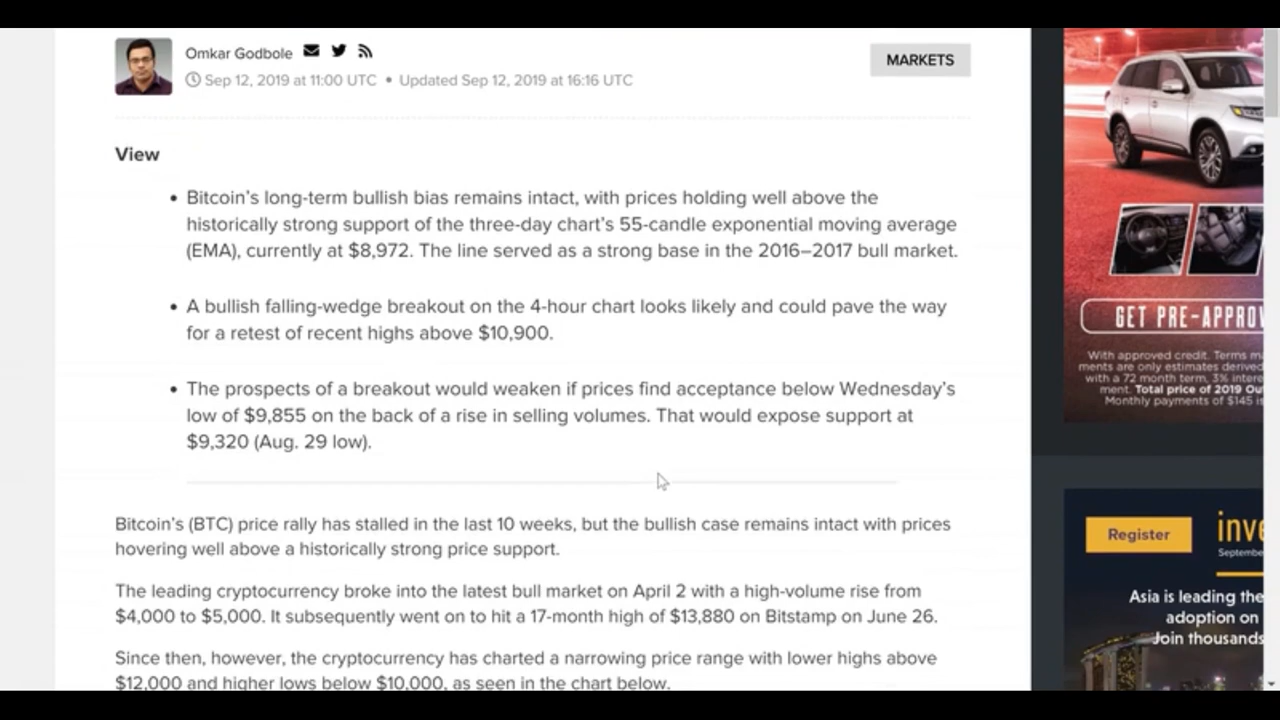 Omkar Godbole
MARKETS
Sep 12, 2019 at 11:00 UTC • Updated Sep 12, 2019 at 16:16 UTC
View
• Bitcoin's long-term bullish bias remains intact, with prices holding well above the
historically strong support of the three-day chart's 55-candle exponential moving average
(EMA), currently at $8,972. The line served as a strong base in the 2016–2017 bull market.
• A bullish falling-wedge breakout on the 4-hour chart looks likely and could pave the way
for a retest of recent highs above $10,900.
• The prospects of a breakout would weaken if prices find acceptance below Wednesday's
low of $9,855 on the back of a rise in selling volumes. That would expose support at
$9,320 (Aug. 29 low).
Bitcoin's (BTC) price rally has stalled in the last 10 weeks, but the bullish case remains intact with prices
hovering well above a historically strong price support.
The leading cryptocurrency broke into the latest bull market on April 2 with a high-volume rise from
$4,000 to $5,000. It subsequently went on to hit a 17-month high of $13,880 on Bitstamp on June 26.
Since then, however, the cryptocurrency has charted a narrowing price range with lower highs above
$12,000 and higher lows below $10,000, as seen in the chart below.
GET PRE-APPROV
With approved credit. Terms ma
ments are only estimates derived
with a 72 month term, 3% intere
ment. Total price of 2019 Ou
Monthly payments of $145 is
Register
inve
Septembe
Asia is leading the
adoption on
Join thousands